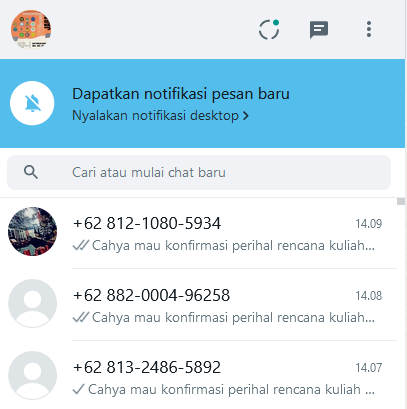 Dapatkan notifikasi pesan baru
Nyalakan notifikasi desktop >
Cari atau mulai chat baru
+62 812-1080-5934 14.09
Cahya mau konfirmasi perihal rencana kuliah...
+62 882-0004-96258 14.08
Cahya mau konfirmasi perihal rencana kuliah...
+62 813-2486-5892 14.07
Cahya mau konfirmasi perihal rencana kuliah ...